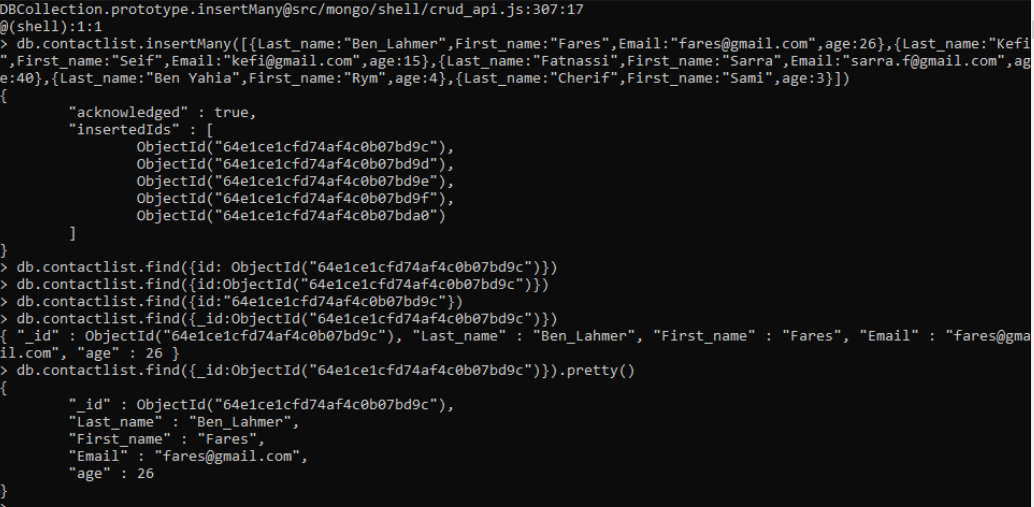 DBCollection.prototype.insertMany@src/mongo/shell/crud_api.js:307:17
@(shell):1:1
> db.contactlist.insertMany([{Last_name:"Ben_Lahmer",First_name:"Fares",Email:"fares@gmail.com",age:26},{Last_name:"Kefi
",First_name:"Seif",Email:"kefi@gmail.com",age:15},{Last_name:"Fatnassi",First_name:"Sarra",Email:"sarra.f@gmail.com",ag
e:40},{Last_name:"Ben Yahia",First_name:"Rym",age:4},{Last_name:"Cherif",First_name:"Sami",age:3}])
{
        "acknowledged" : true,
        "insertedIds" : [
                ObjectId("64e1ce1cfd74af4c0b07bd9c"),
                ObjectId("64e1ce1cfd74af4c0b07bd9d"),
                ObjectId("64e1ce1cfd74af4c0b07bd9e"),
                ObjectId("64e1ce1cfd74af4c0b07bd9f"),
                ObjectId("64e1ce1cfd74af4c0b07bda0")
        ]
}
> db.contactlist.find({id: ObjectId("64e1ce1cfd74af4c0b07bd9c")})
> db.contactlist.find({id:ObjectId("64e1ce1cfd74af4c0b07bd9c")})
> db.contactlist.find({id:"64e1ce1cfd74af4c0b07bd9c"})
> db.contactlist.find({_id:ObjectId("64e1ce1cfd74af4c0b07bd9c")})
{ "_id" : ObjectId("64e1ce1cfd74af4c0b07bd9c"), "Last_name" : "Ben_Lahmer", "First_name" : "Fares", "Email" : "fares@gma
il.com", "age" : 26 }
> db.contactlist.find({_id:ObjectId("64e1ce1cfd74af4c0b07bd9c")}).pretty()
{
        "_id" : ObjectId("64e1ce1cfd74af4c0b07bd9c"),
        "Last_name" : "Ben_Lahmer",
        "First_name" : "Fares",
        "Email" : "fares@gmail.com",
        "age" : 26
}
>